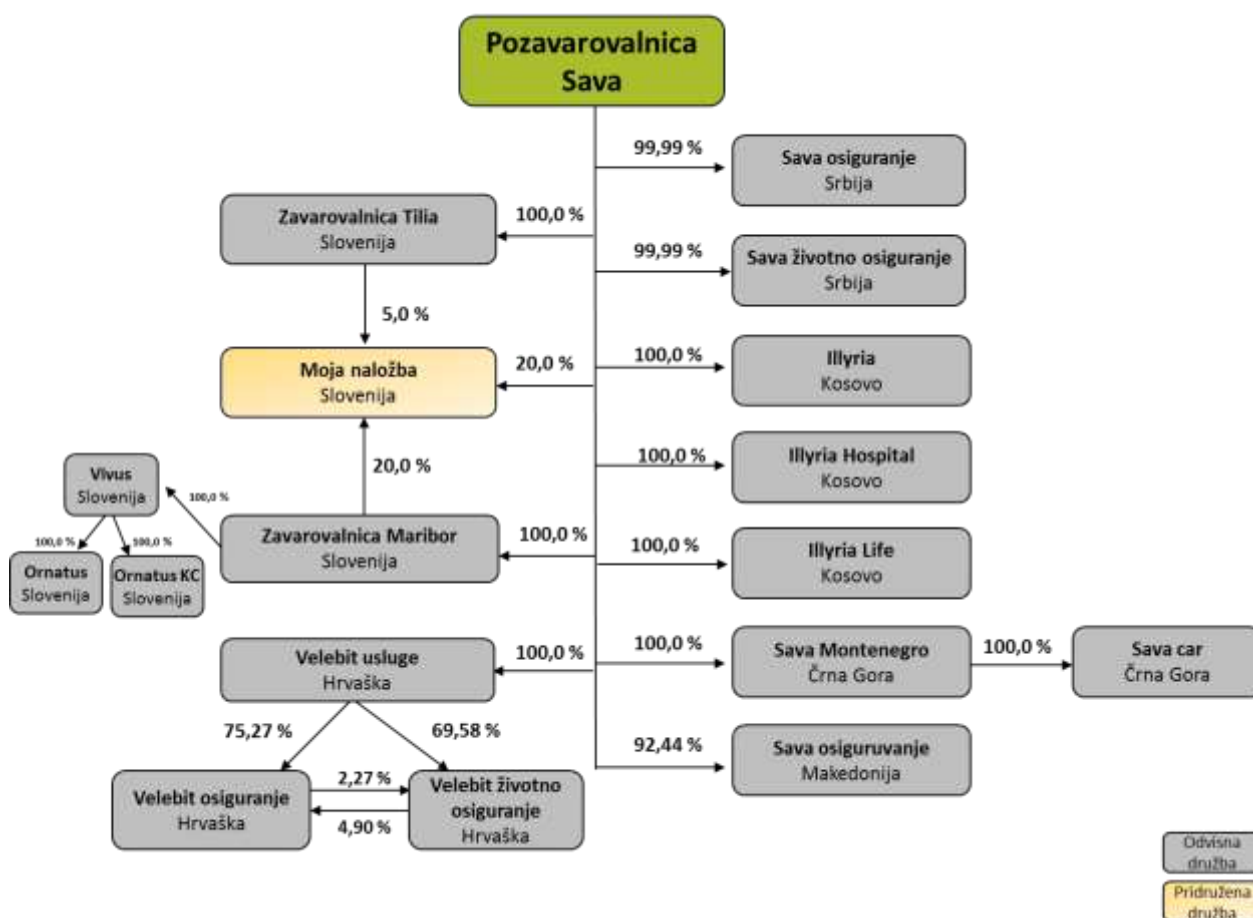 Pozavarovalnica
Sava
99,99 %
Sava osiguranje
Srbija
Zavarovalnica Tilia
Slovenija
100,0 %
99,99 %
Sava životno osiguranje
Srbija
5,0 %
Moja naložba
Slovenija
20,0 %
100,0 %
Illyria
Kosovo
20,0 %
100,0 %
Illyria Hospital
Kosovo
Vivus
Slovenija
100,0 %
Zavarovalnica Maribor
Slovenija
100,0 %
100,0 %
Illyria Life
Kosovo
100,0 %
100,0 %
Ornatus
Slovenija
Ornatus KC
Slovenija
Velebit usluge
Hrvaška
100,0 %
100,0 %
Sava Montenegro
Črna Gora
100,0 %
Sava car
Črna Gora
75,27 %
69,58 %
92,44 %
Sava osiguruvanje
Makedonija
Velebit osiguranje
Hrvaška
2,27 %
4,90 %
Velebit životno
osiguranje
Hrvaška
Odvisna
družba
Pridružena
družba